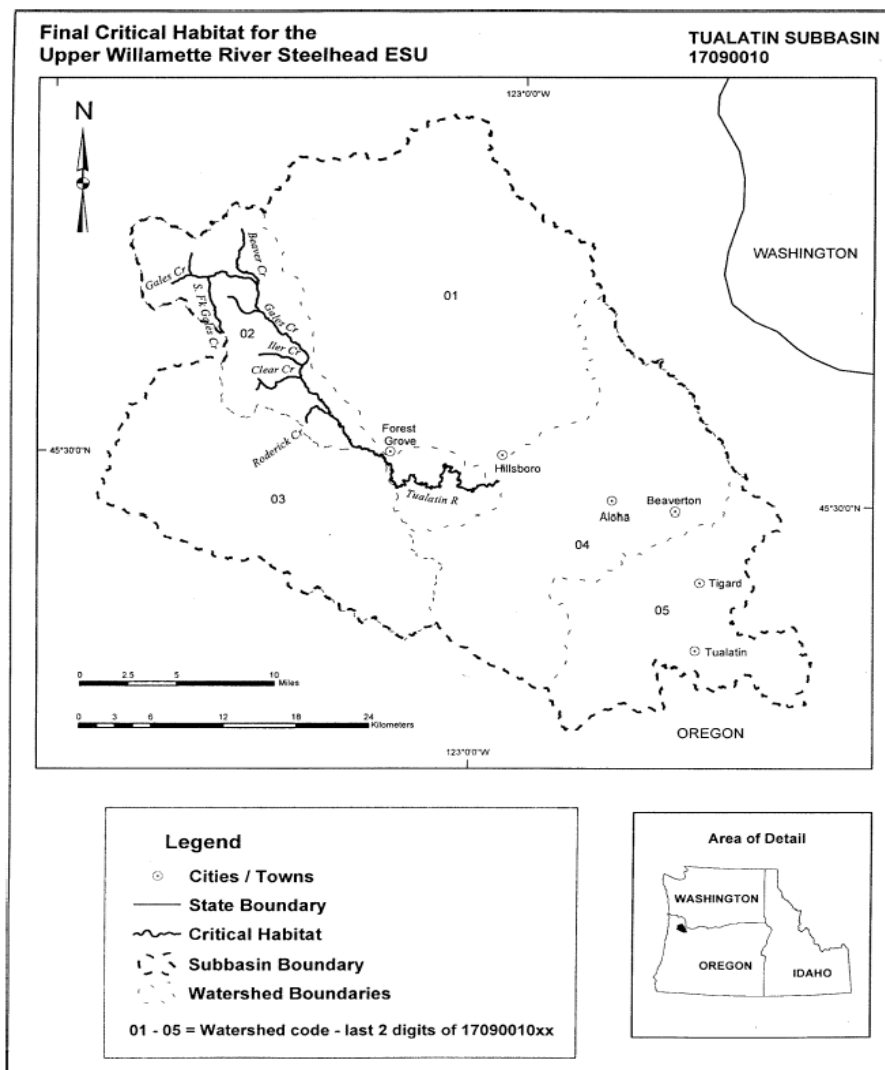 Final Critical Habitat for the
Upper Willamette River Steelhead ESU
TUALATIN SUBBASIN
17090010
123°0'0"W
N
WASHINGTON
Beaver Cr
Gales Cr
S. Fk Gales Cr
01
Gales Cr
02
Iler Cr
Clear Cr
Roderick Cr
Forest
Grove
45°30'0"N
Hillsboro
Tualatin R
03
Aloha
Beaverton
45°30'0"N
04
Tigard
05
Tualatin
0 2.5 5 10
Miles
0 3 6 12 18 24
Kilometers
OREGON
123°0'0"W
Legend
Cities / Towns
State Boundary
Critical Habitat
Subbasin Boundary
Watershed Boundaries
01 - 05 = Watershed code - last 2 digits of 17090010xx
Area of Detail
WASHINGTON
OREGON
IDAHO